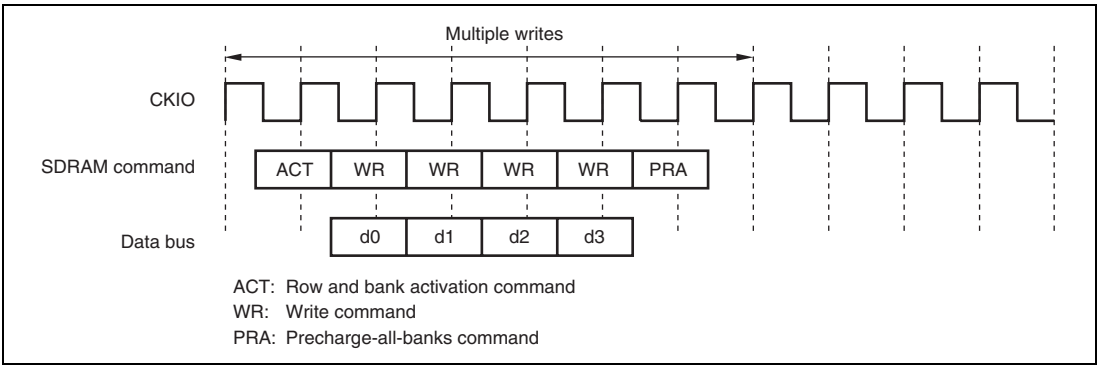 Multiple writes
CKIO
SDRAM command ACT WR WR WR WR PRA
Data bus d0 d1 d2 d3
ACT: Row and bank activation command
WR: Write command
PRA: Precharge-all-banks command